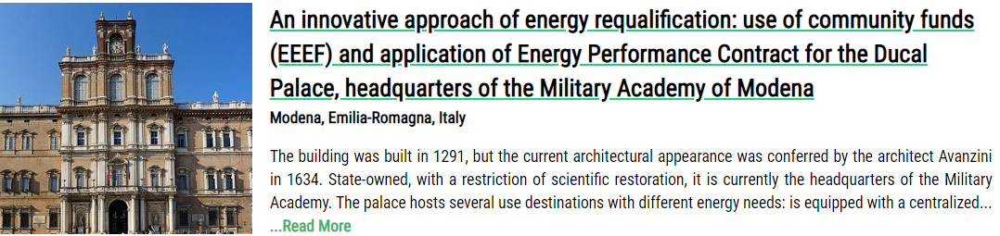 An innovative approach of energy requalification: use of community funds
(EEEF) and application of Energy Performance Contract for the Ducal
Palace, headquarters of the Military Academy of Modena
Modena, Emilia-Romagna, Italy
The building was built in 1291, but the current architectural appearance was conferred by the architect Avanzini
in 1634. State-owned, with a restriction of scientific restoration, it is currently the headquarters of the Military
Academy. The palace hosts several use destinations with different energy needs: is equipped with a centralized...
...Read More